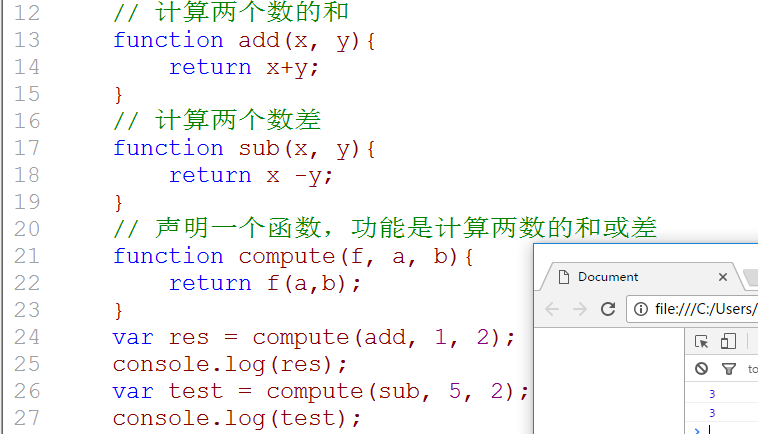 12 // 计算两个数的和
13 function add(x, y){
14 return x+y;
15 }
16 // 计算两个数差
17 function sub(x, y){
18 return x -y;
19 }
20 // 声明一个函数，功能是计算两数的和或差
21 function compute(f, a, b){
22 return f(a,b);
23 }
24 var res = compute(add, 1, 2);
25 console.log(res);
26 var test = compute(sub, 5, 2);
27 console.log(test);
Document
file:///C:/Users/
to
3
3